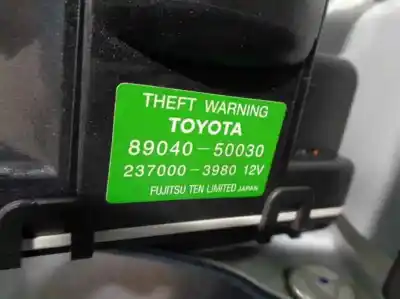 THEFT WARNING
TOYOTA
89040-50030
237000-3980 12V
FUJITSU TEN LIMITED JAPAN